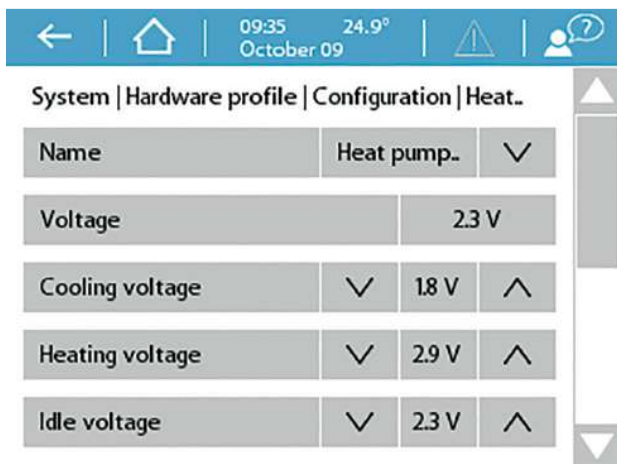 09:35 24.9°
October 09
?
System | Hardware profile | Configuration | Heat..
Name Heat pump..
Voltage 2.3 V
Cooling voltage 1.8 V
Heating voltage 2.9 V
Idle voltage 2.3 V